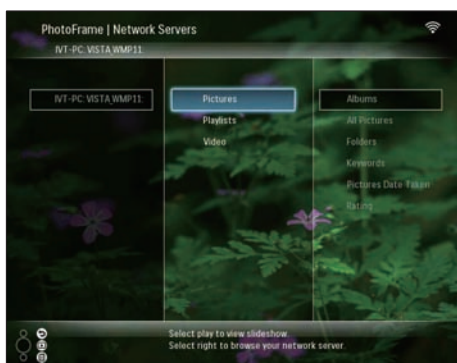 PhotoFrame | Network Servers
IVT-PC: VISTA WMP11:
IVT-PC: VISTA WMP11:
Pictures
Playlists
Video
Albums
All Pictures
Folders
Keywords
Pictures Date Taken
Rating
Select play to view slideshow.
Select right to browse your network server.